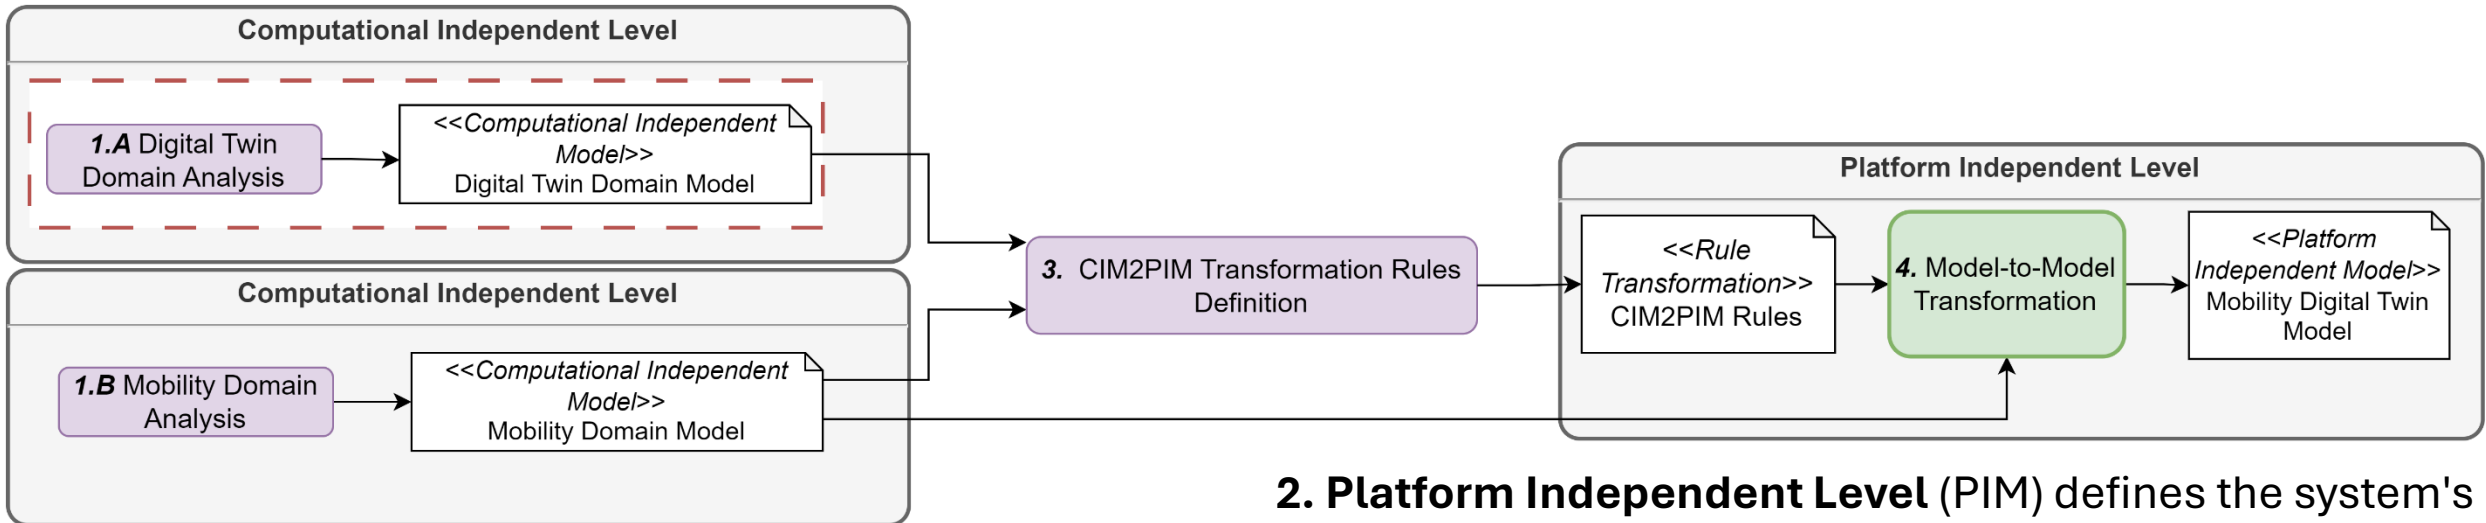 Computational Independent Level
1.A Digital Twin
Domain Analysis
<<Computational Independent
Model>>
Digital Twin Domain Model
Computational Independent Level
1.B Mobility Domain
Analysis
<<Computational Independent
Model>>
Mobility Domain Model
3. CIM2PIM Transformation Rules
Definition
Platform Independent Level
<<Rule
Transformation>>
CIM2PIM Rules
4. Model-to-Model
Transformation
<<Platform
Independent Model>>
Mobility Digital Twin
Model
2. Platform Independent Level (PIM) defines the system's